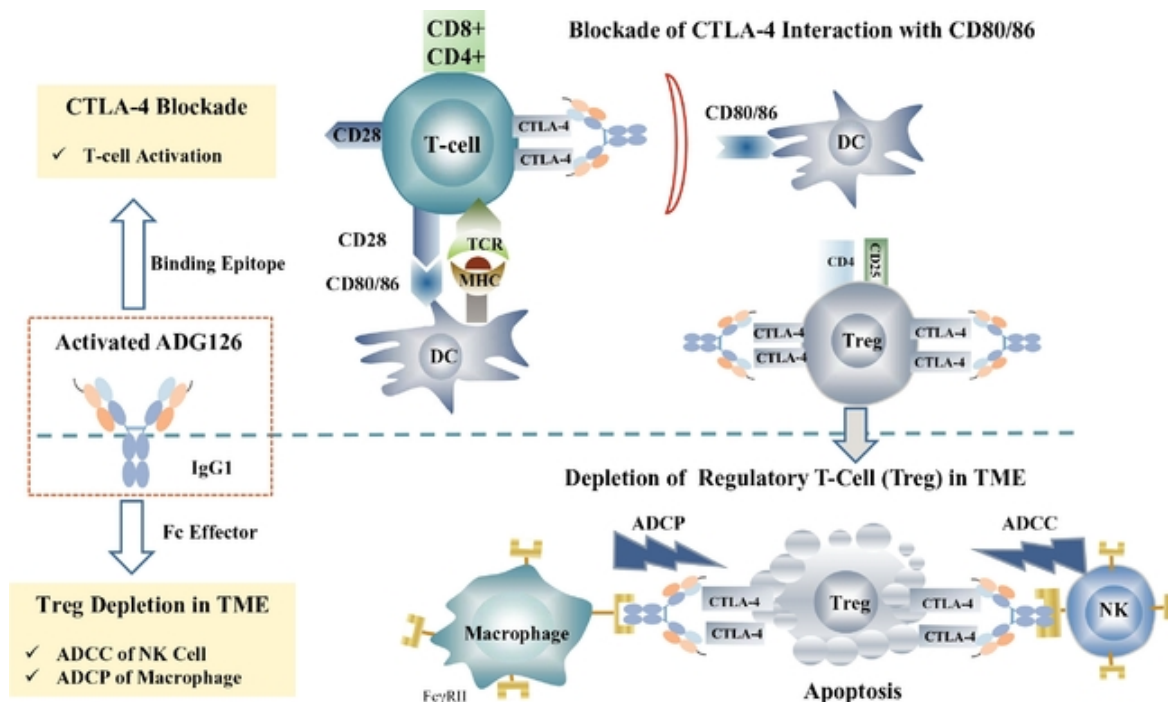 CD8+
CD4+
Blockade of CTLA-4 Interaction with CD80/86
CTLA-4 Blockade
✓ T-cell Activation
CD28
T-cell
CTLA-4
CTLA-4
CD80/86
DC
Binding Epitope
CD28
TCR
CD80/86
MHC
DC
CD4
CD25
CTLA-4
CTLA-4
Treg
CTLA-4
CTLA-4
Activated ADG126
IgG1
Fc Effector
Depletion of Regulatory T-Cell (Treg) in TME
ADCP
ADCC
Treg Depletion in TME
✓ ADCC of NK Cell
✓ ADCP of Macrophage
Macrophage
FcγRII
CTLA-4
CTLA-4
Treg
CTLA-4
CTLA-4
NK
Apoptosis